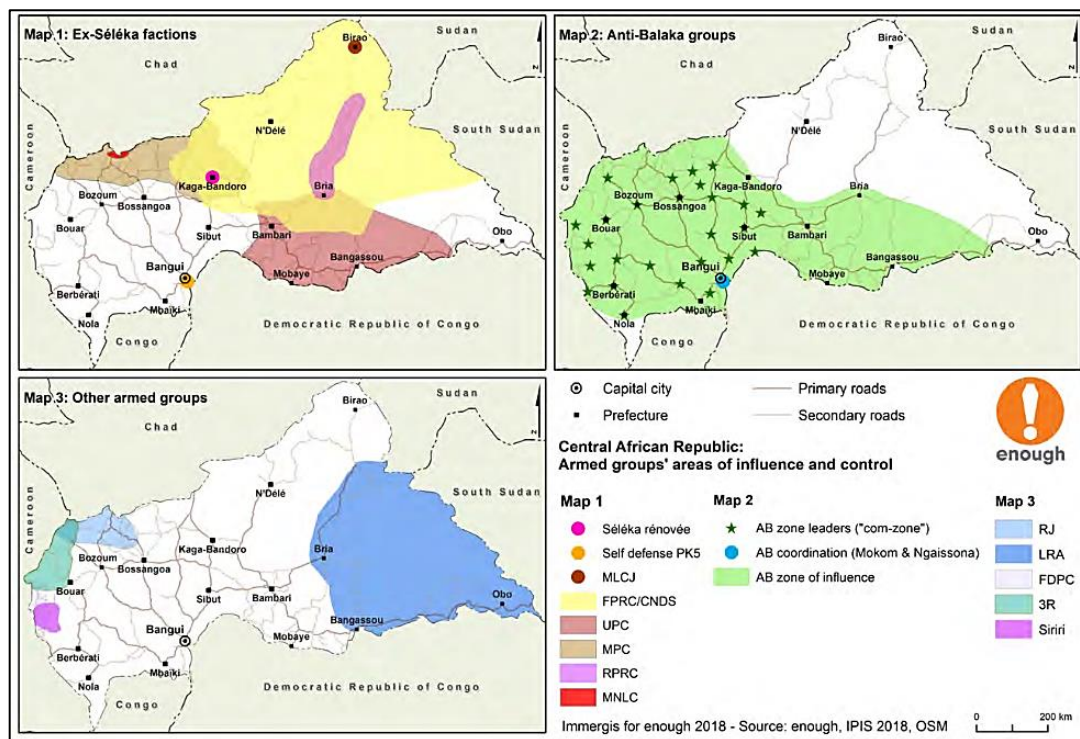 Map 1: Ex-Séléka factions
Sudan
Chad
Birao
N'Délé
South Sudan
Cameroon
Kaga-Bandoro
Bria
Bozoum
Bossangoa
Bouar
Sibut
Bambari
Obo
Bangui
Bangassou
Mobaye
Berbérati
Mbaïki
Nola
Democratic Republic of Congo
Congo
z
Map 2: Anti-Balaka groups
Sudan
Chad
Birao
N'Délé
South Sudan
Cameroon
Kaga-Bandoro
Bria
Bozoum
Bossangoa
Bouar
Sibut
Bambari
Obo
Bangui
Bangassou
Mobaye
Berbérati
Mbaïki
Nola
Democratic Republic of Congo
Congo
z
Map 3: Other armed groups
Sudan
Chad
Birao
N'Délé
South Sudan
Cameroon
Kaga-Bandoro
Bria
Bozoum
Bossangoa
Bouar
Sibut
Bambari
Obo
Bangui
Bangassou
Mobaye
Berbérati
Mbaïki
Nola
Democratic Republic of Congo
Congo
z
Capital city
Primary roads
Prefecture
Secondary roads
enough
Central African Republic:
Armed groups' areas of influence and control
Map 1
Séléka rénovée
Self defense PK5
MLCJ
FPRC/CNDS
UPC
MPC
RPRC
MNLC
Map 2
AB zone leaders ("com-zone")
AB coordination (Mokom & Ngaissona)
AB zone of influence
Map 3
RJ
LRA
FDPC
3R
Siriri
Immergis for enough 2018 - Source: enough, IPIS 2018, OSM
0 200 km